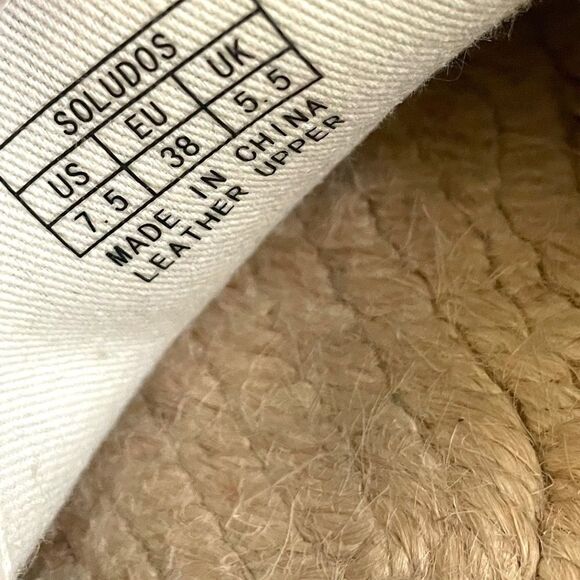 SOLUDOS
US EU UK
7.5 38 5.5
MADE IN CHINA
LEATHER UPPER